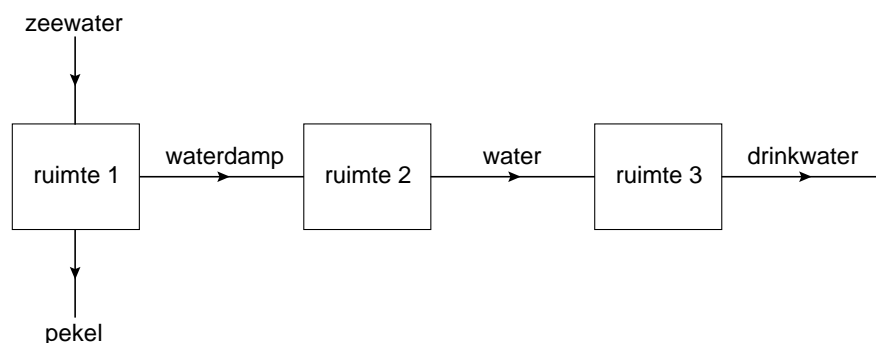 zeewater
ruimte 1
waterdamp
ruimte 2
water
ruimte 3
drinkwater
pekel